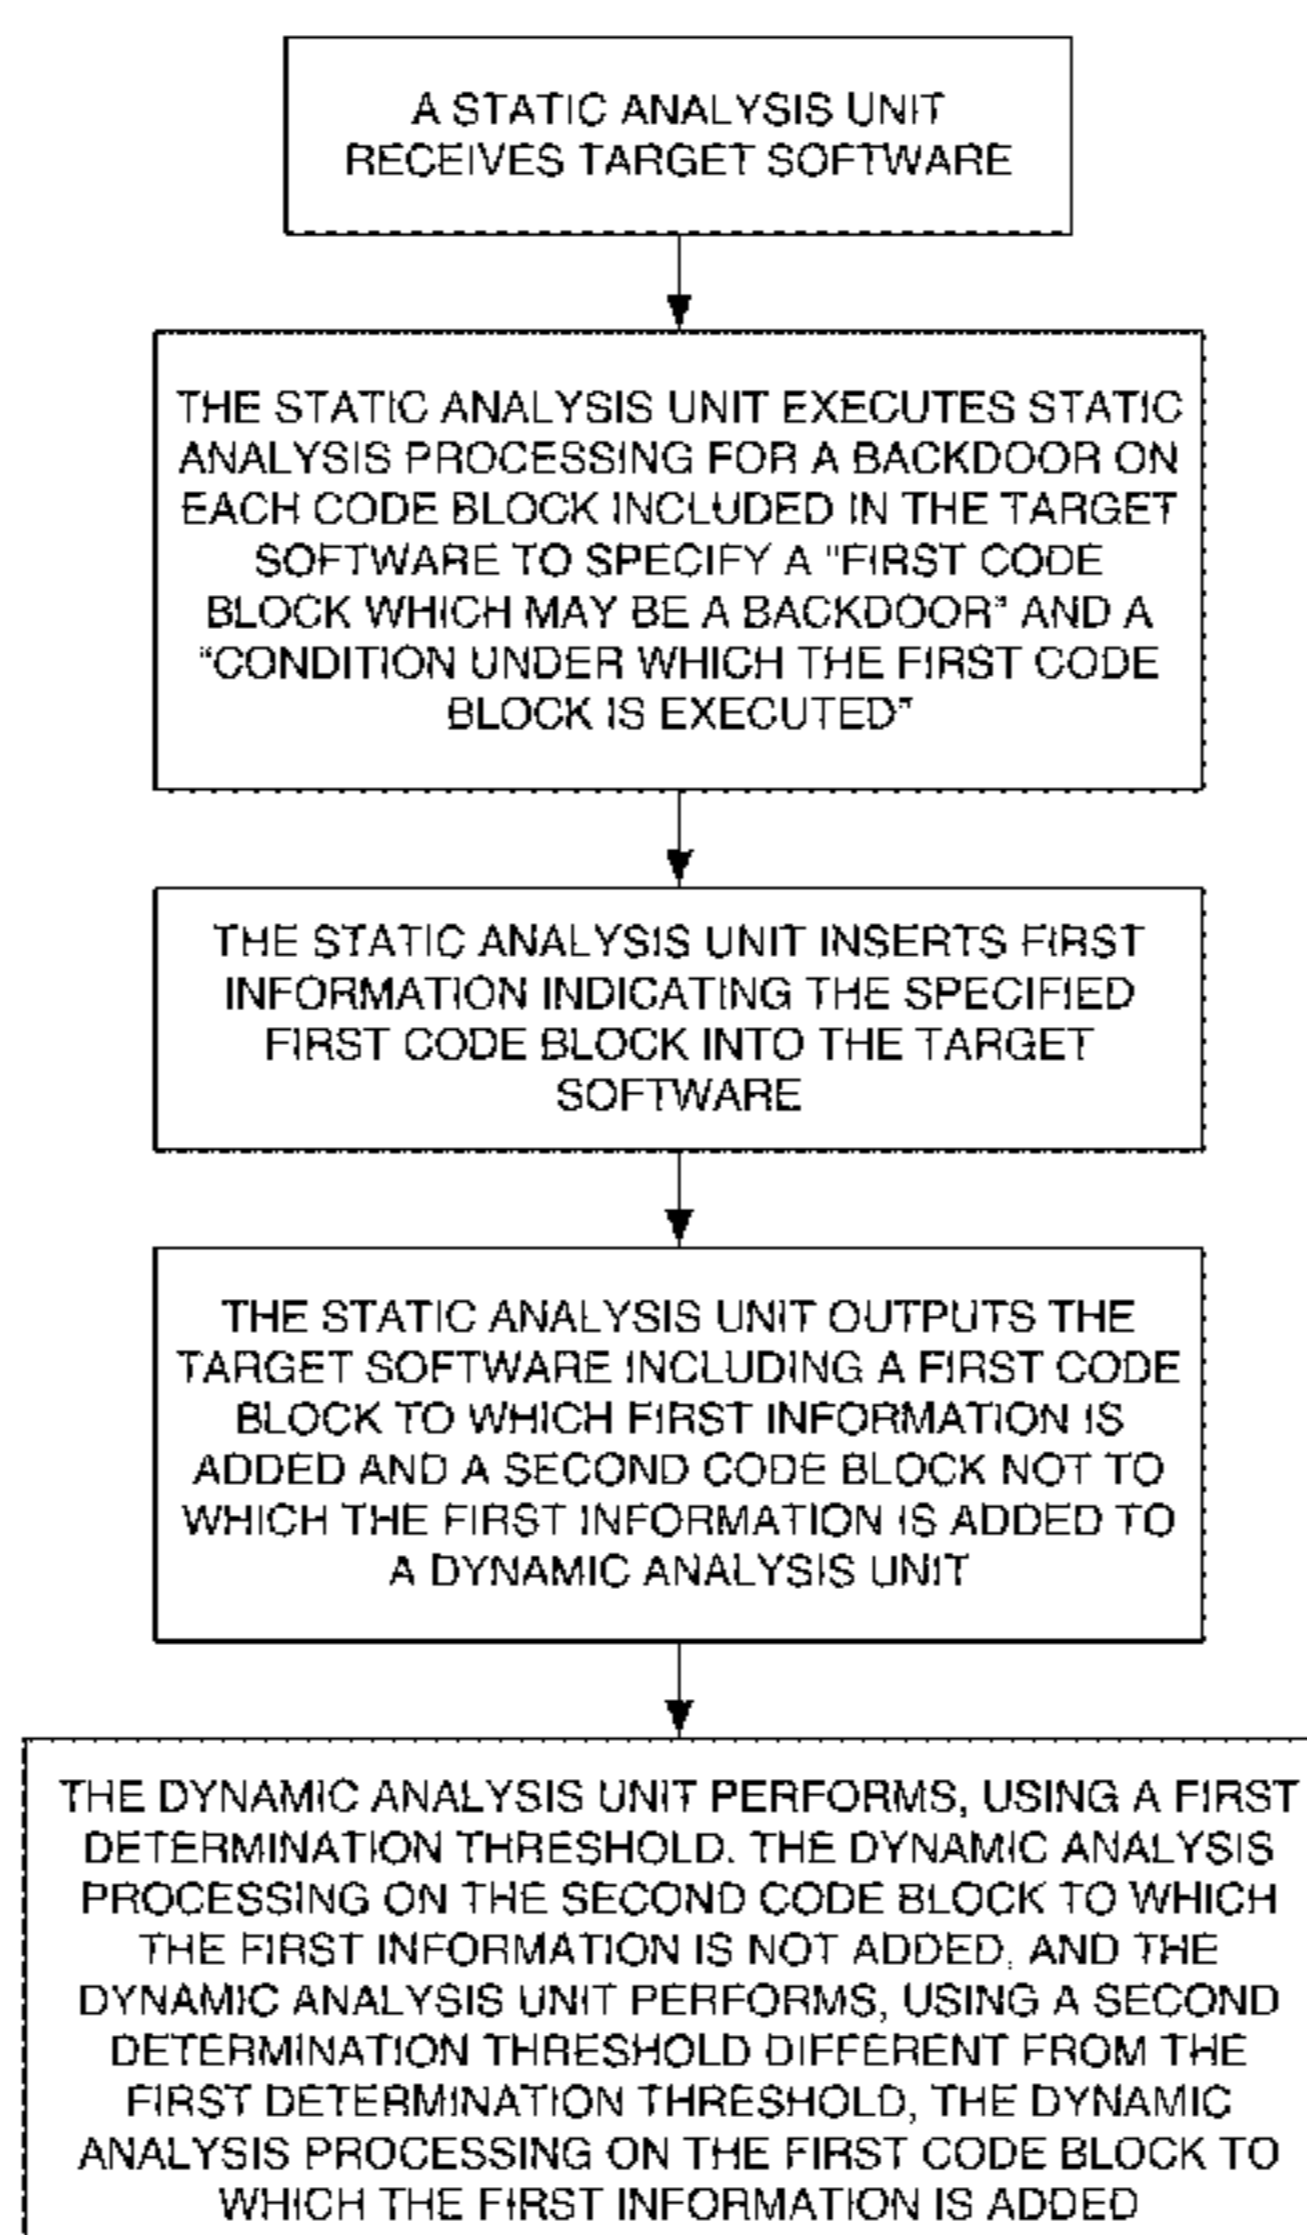 A STATIC ANALYSIS UNIT
RECEIVES TARGET SOFTWARE
THE STATIC ANALYSIS UNIT EXECUTES STATIC
ANALYSIS PROCESSING FOR A BACKDOOR ON
EACH CODE BLOCK INCLUDED IN THE TARGET
SOFTWARE TO SPECIFY A "FIRST CODE
BLOCK WHICH MAY BE A BACKDOOR" AND A
"CONDITION UNDER WHICH THE FIRST CODE
BLOCK IS EXECUTED"
THE STATIC ANALYSIS UNIT INSERTS FIRST
INFORMATION INDICATING THE SPECIFIED
FIRST CODE BLOCK INTO THE TARGET
SOFTWARE
THE STATIC ANALYSIS UNIT OUTPUTS THE
TARGET SOFTWARE INCLUDING A FIRST CODE
BLOCK TO WHICH FIRST INFORMATION IS
ADDED AND A SECOND CODE BLOCK NOT TO
WHICH THE FIRST INFORMATION IS ADDED TO
A DYNAMIC ANALYSIS UNIT
THE DYNAMIC ANALYSIS UNIT PERFORMS, USING A FIRST
DETERMINATION THRESHOLD. THE DYNAMIC ANALYSIS
PROCESSING ON THE SECOND CODE BLOCK TO WHICH
THE FIRST INFORMATION IS NOT ADDED, AND THE
DYNAMIC ANALYSIS UNIT PERFORMS, USING A SECOND
DETERMINATION THRESHOLD DIFFERENT FROM THE
FIRST DETERMINATION THRESHOLD, THE DYNAMIC
ANALYSIS PROCESSING ON THE FIRST CODE BLOCK TO
WHICH THE FIRST INFORMATION IS ADDED